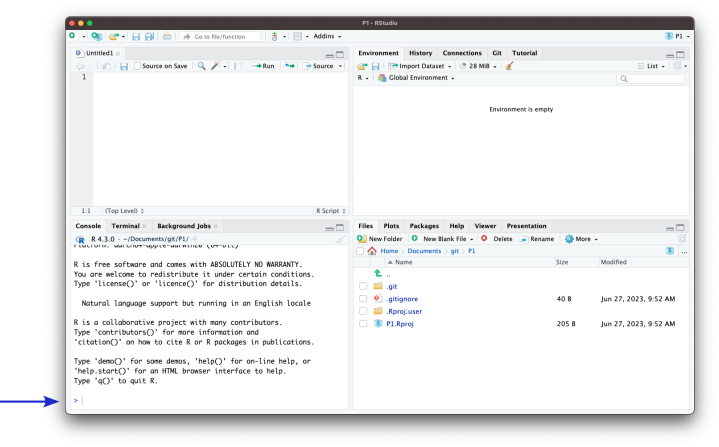 P1 - RStudio
Go to file/function
Addins
P1
Untitled1
Source on Save
Run
Source
1
1:1
(Top Level)
R Script
Environment History Connections Git Tutorial
Import Dataset
28 MiB
List
R
Global Environment
Environment is empty
Console Terminal Background Jobs
R 4.3.0 · ~/Documents/git/P1/
R is free software and comes with ABSOLUTELY NO WARRANTY.
You are welcome to redistribute it under certain conditions.
Type 'license()' or 'licence()' for distribution details.
Natural language support but running in an English locale
R is a collaborative project with many contributors.
Type 'contributors()' for more information and
'citation()' on how to cite R or R packages in publications.
Type 'demo()' for some demos, 'help()' for on-line help, or
'help.start()' for an HTML browser interface to help.
Type 'q()' to quit R.
>
Files Plots Packages Help Viewer Presentation
New Folder New Blank File Delete Rename More
Home Documents git P1 ...
Name Size Modified
..
.git
.gitignore 40 B Jun 27, 2023, 9:52 AM
.Rproj.user
P1.Rproj 205 B Jun 27, 2023, 9:52 AM